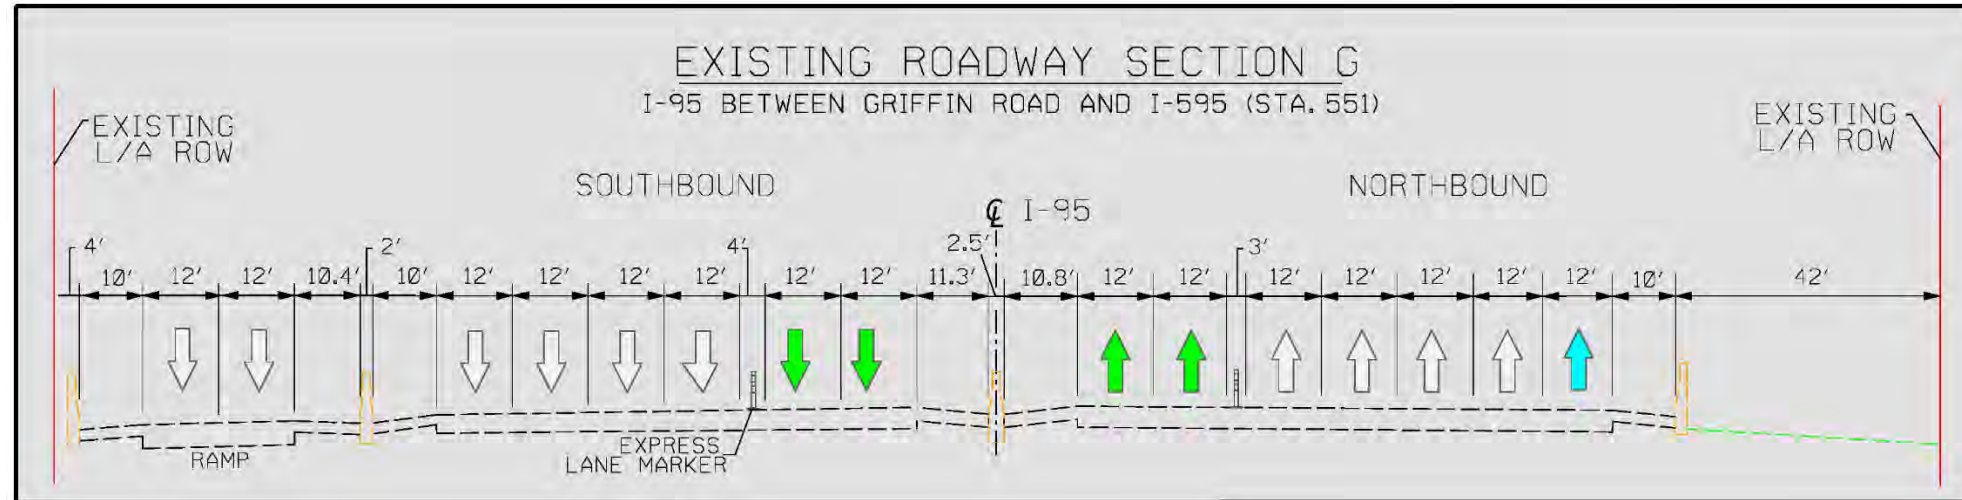 EXISTING ROADWAY SECTION G
I-95 BETWEEN GRIFFIN ROAD AND I-595 (STA. 551)
EXISTING
L/A ROW
EXISTING
L/A ROW
SOUTHBOUND
NORTHBOUND
℄ I-95
4' 2' 4' 2.5' 3'
10' 12' 12' 10.4' 10' 12' 12' 12' 12' 12' 12' 11.3' 10.8' 12' 12' 12' 12' 12' 12' 12' 10' 42'
RAMP
EXPRESS
LANE MARKER